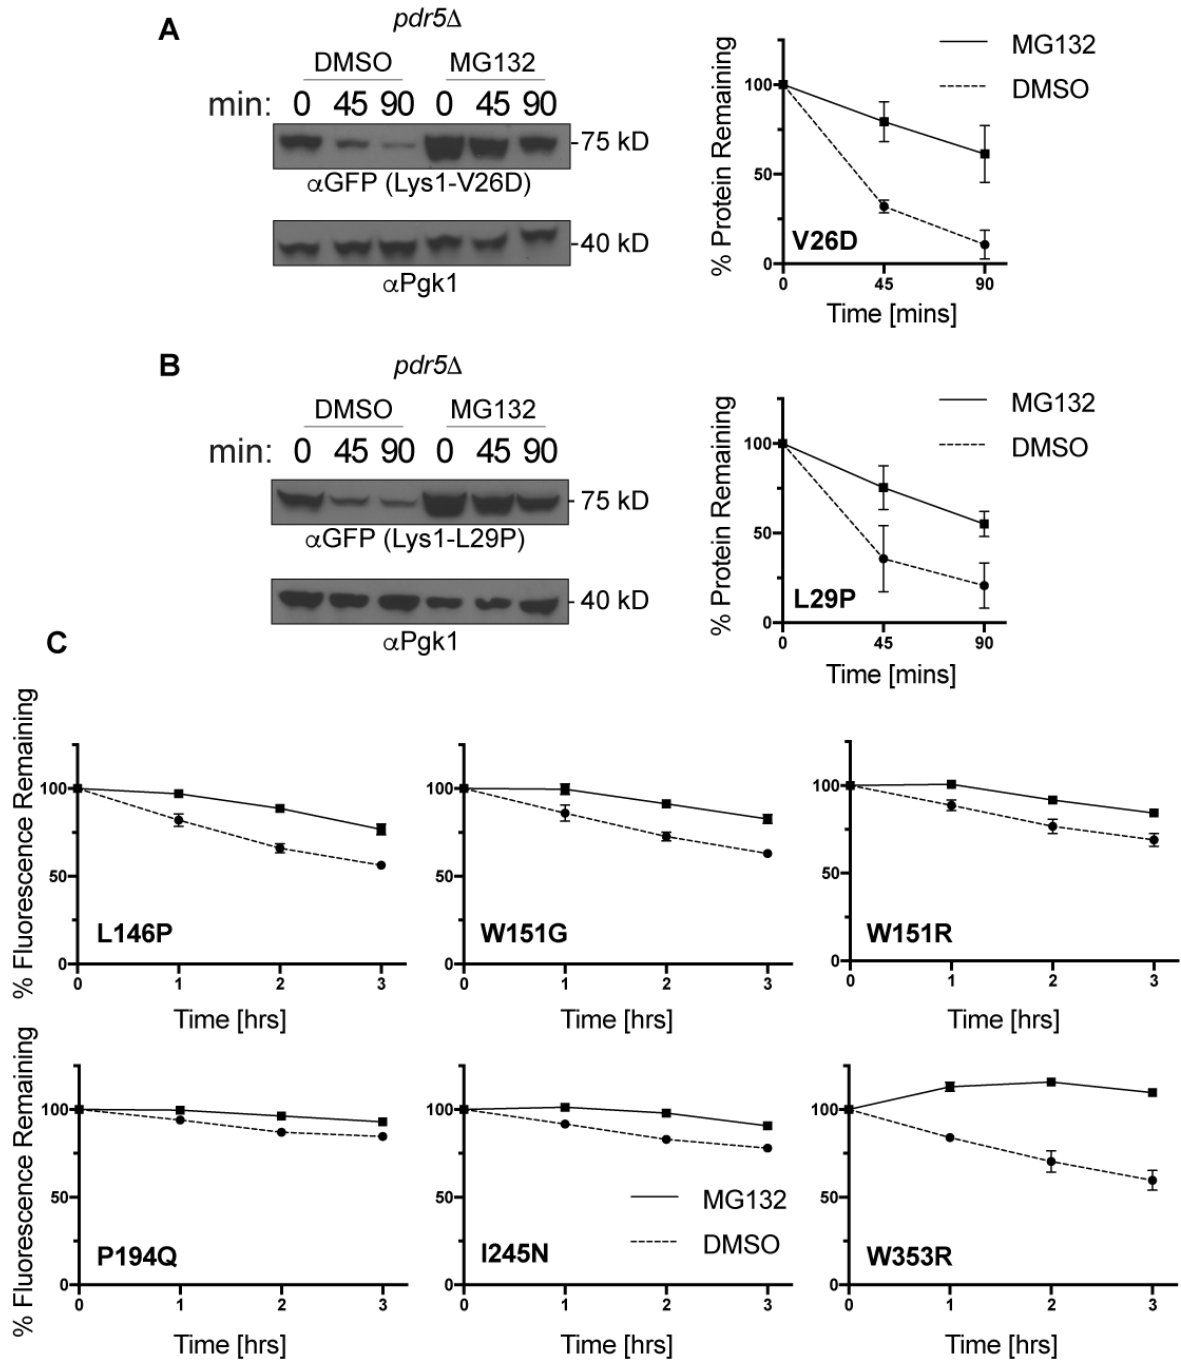 A
pdr5Δ
DMSO MG132
min: 0 45 90 0 45 90
75 kD
αGFP (Lys1-V26D)
40 kD
αPgk1
% Protein Remaining
100
50
0
V26D
0 45 90
Time [mins]
MG132
DMSO
B
pdr5Δ
DMSO MG132
min: 0 45 90 0 45 90
75 kD
αGFP (Lys1-L29P)
40 kD
αPgk1
% Protein Remaining
100
50
0
L29P
0 45 90
Time [mins]
MG132
DMSO
C
% Fluorescence Remaining
100
50
0
L146P
0 1 2 3
Time [hrs]
100
50
0
W151G
0 1 2 3
Time [hrs]
100
50
0
W151R
0 1 2 3
Time [hrs]
% Fluorescence Remaining
100
50
0
P194Q
0 1 2 3
Time [hrs]
100
50
0
I245N
MG132
DMSO
0 1 2 3
Time [hrs]
100
50
0
W353R
0 1 2 3
Time [hrs]